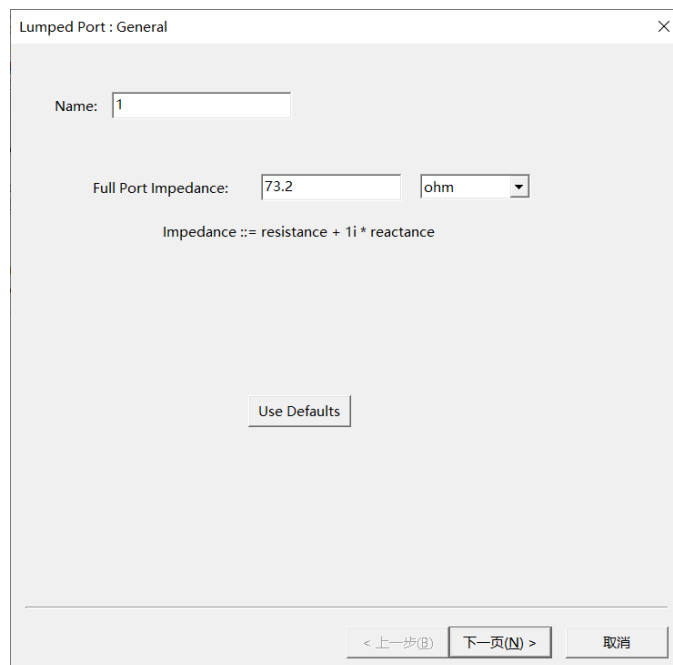 Lumped Port : General
Name: 1
Full Port Impedance: 73.2 ohm
Impedance ::= resistance + 1i * reactance
Use Defaults
< 上一步(B) 下一页(N) > 取消